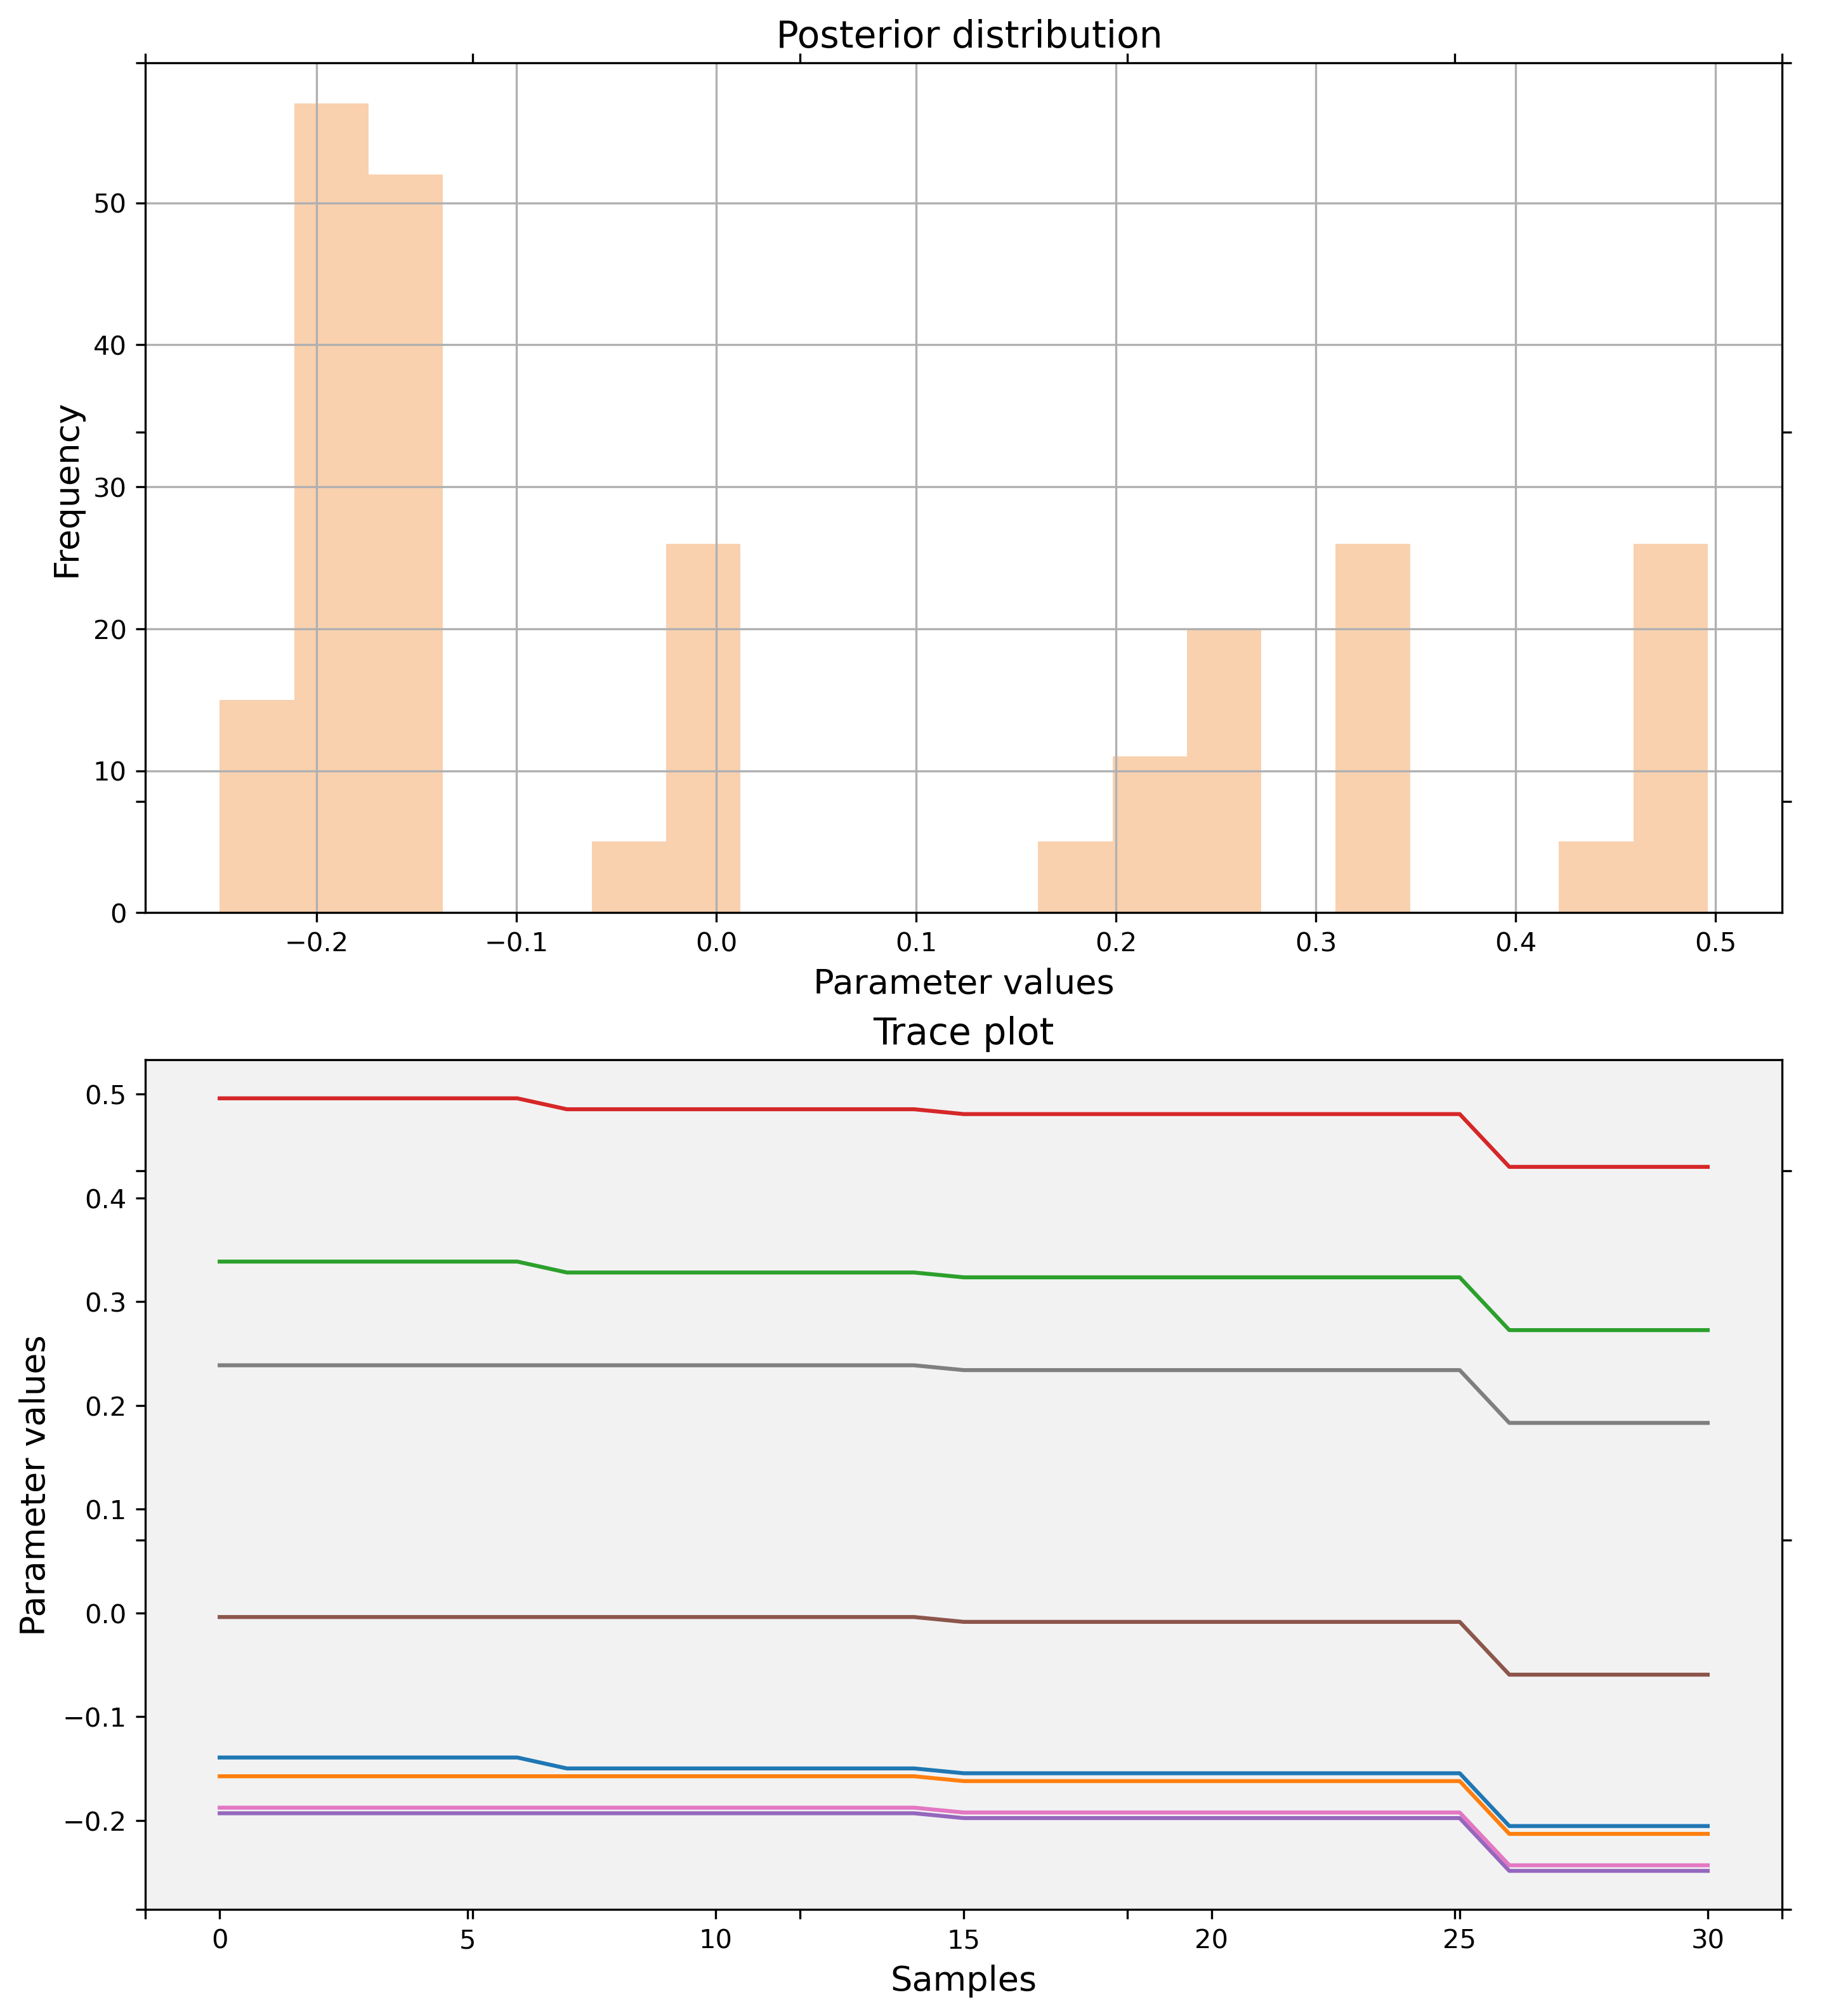 Posterior distribution
50
40
30
20
10
0
Frequency
−0.2 −0.1 0.0 0.1 0.2 0.3 0.4 0.5
Parameter values
Trace plot
0.5
0.4
0.3
0.2
0.1
0.0
−0.1
−0.2
Parameter values
0 5 10 15 20 25 30
Samples